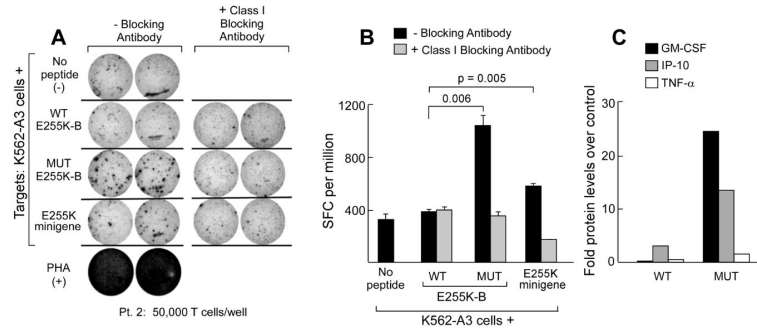 A
- Blocking
Antibody
+ Class I
Blocking
Antibody
Targets: K562-A3 cells +
No
peptide
(-)
WT
E255K-B
MUT
E255K-B
E255K
minigene
PHA
(+)
Pt. 2: 50,000 T cells/well
B
- Blocking Antibody
+ Class I Blocking Antibody
p = 0.005
0.006
SFC per million
1200
800
400
0
No
peptide
WT
MUT
E255K
minigene
E255K-B
K562-A3 cells +
C
GM-CSF
IP-10
TNF-α
Fold protein levels over control
30
20
10
0
WT
MUT